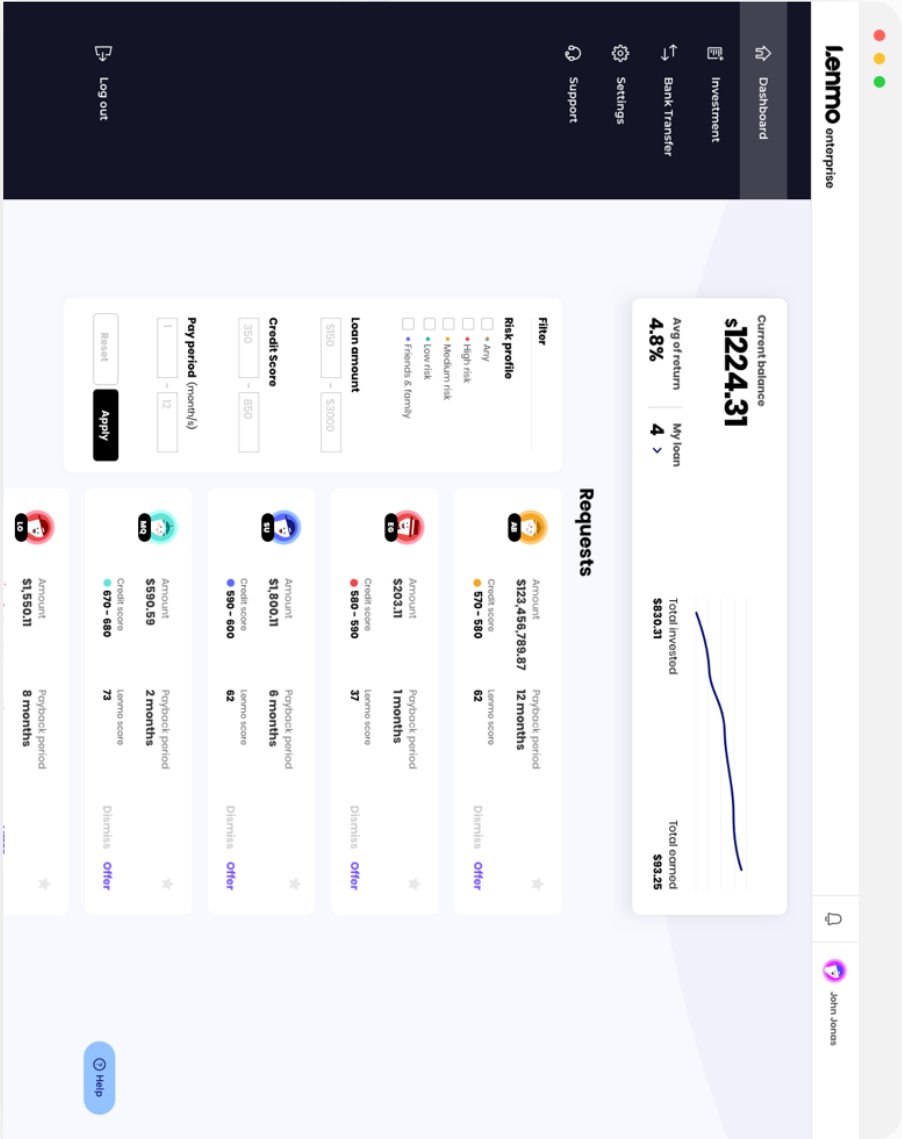 Lenmo enterprise
John Jonas
Dashboard
Investment
Bank Transfer
Settings
Support
Log out
Current balance
$1224.31
Avg of return
4.8%
My loan
4
Total invested
$830.31
Total earned
$93.25
Filter
Risk profile
Any
High risk
Medium risk
Low risk
Friends & family
Loan amount
$150 – $3000
Credit Score
350 – 850
Pay period (month/s)
1 – 12
Reset
Apply
Requests
AB
Amount
$123,456,789.87
Payback period
12 months
Credit score
570 - 580
Lenmo score
62
Dismiss
Offer
EG
Amount
$203.11
Payback period
1 months
Credit score
580 - 590
Lenmo score
37
Dismiss
Offer
SU
Amount
$1,800.11
Payback period
6 months
Credit score
590 - 600
Lenmo score
62
Dismiss
Offer
MQ
Amount
$590.59
Payback period
2 months
Credit score
670 - 680
Lenmo score
73
Dismiss
Offer
LO
Amount
$1,550.11
Payback period
8 months
Help